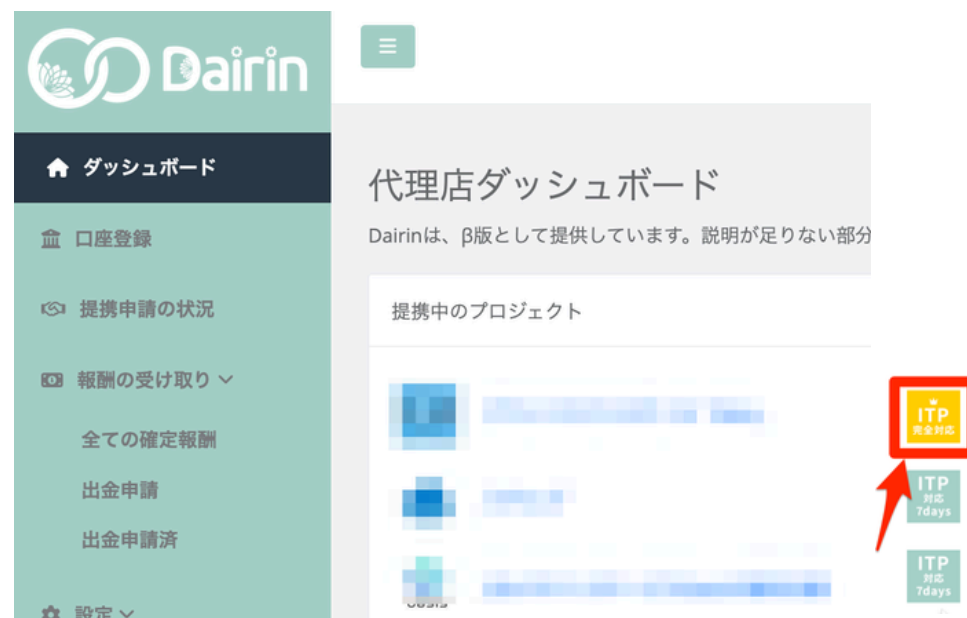 Dairin
ダッシュボード
口座登録
提携申請の状況
報酬の受け取り
全ての確定報酬
出金申請
出金申請済
設定
代理店ダッシュボード
Dairinは、β版として提供しています。説明が足りない部分
提携中のプロジェクト
ITP
完全対応
ITP
対応
7days
ITP
対応
7days